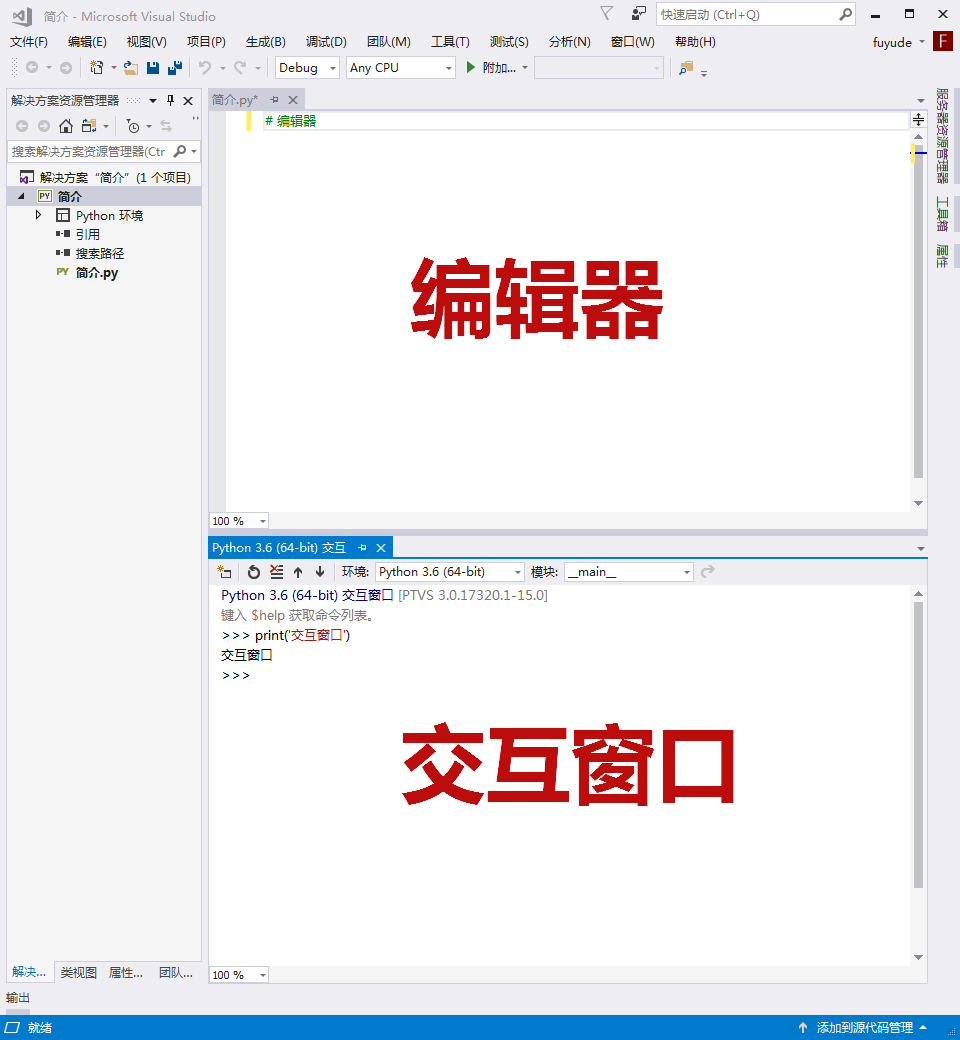 简介 - Microsoft Visual Studio
快速启动 (Ctrl+Q)
文件(F) 编辑(E) 视图(V) 项目(P) 生成(B) 调试(D) 团队(M) 工具(T) 测试(S) 分析(N) 窗口(W) 帮助(H) fuyude F
Debug Any CPU 附加...
解决方案资源管理器
搜索解决方案资源管理器(Ctr
解决方案 "简介" (1 个项目)
PY 简介
Python 环境
引用
搜索路径
PY 简介.py
解决... 类视图 属性... 团队...
输出
简介.py*
# 编辑器
编辑器
100 %
Python 3.6 (64-bit) 交互
环境: Python 3.6 (64-bit) 模块: __main__
Python 3.6 (64-bit) 交互窗口 [PTVS 3.0.17320.1-15.0]
键入 $help 获取命令列表。
>>> print('交互窗口')
交互窗口
>>>
交互窗口
100 %
服务器资源管理器
工具箱
属性
就绪 添加到源代码管理